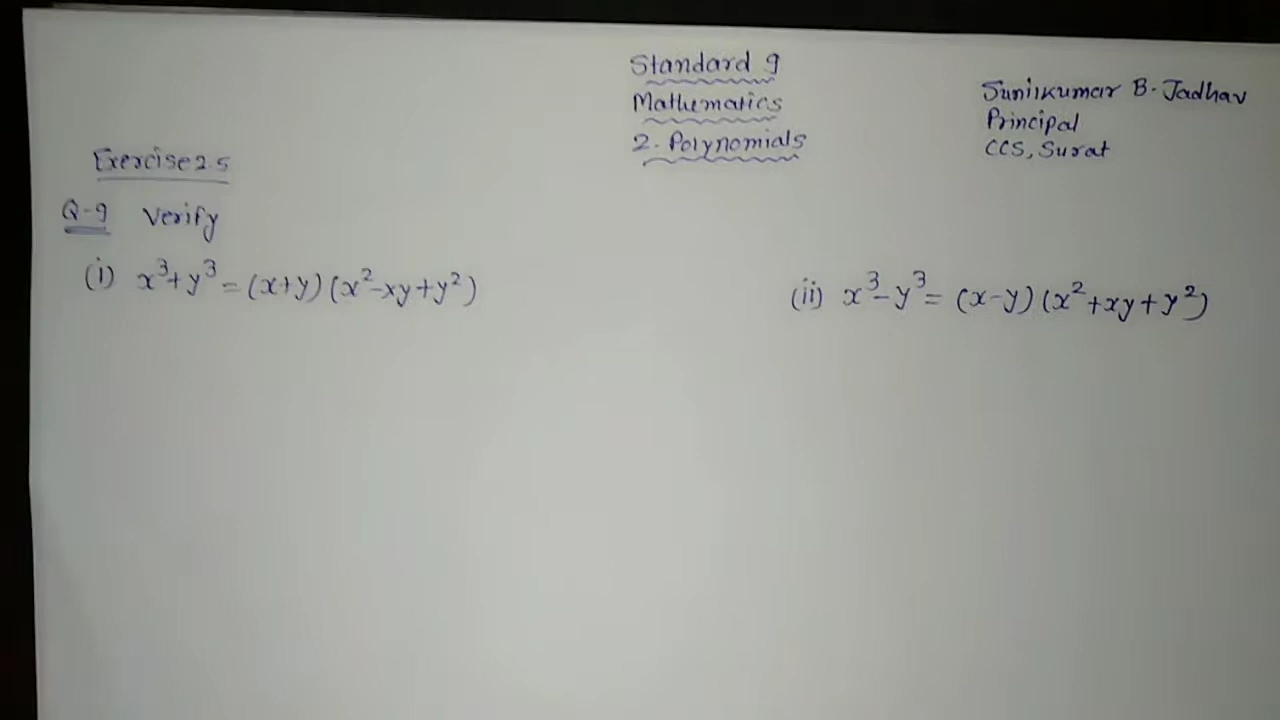 Standard 9
Mathematics
2. Polynomials
Sunilkumar B. Jadhav
Principal
CCS, Surat
Exercise 2.5
Q-9 Verify
(i) x³+y³ = (x+y)(x²-xy+y²)
(ii) x³-y³ = (x-y)(x²+xy+y²)